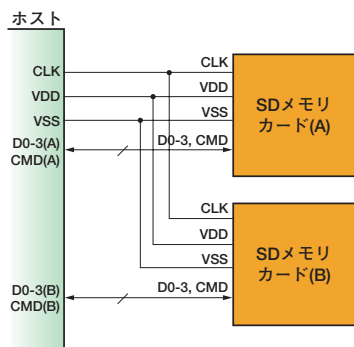 ホスト
CLK
VDD
VSS
D0-3(A)
CMD(A)
D0-3(B)
CMD(B)
CLK
VDD
VSS
D0-3, CMD
SDメモリ
カード(A)
CLK
VDD
VSS
D0-3, CMD
SDメモリ
カード(B)